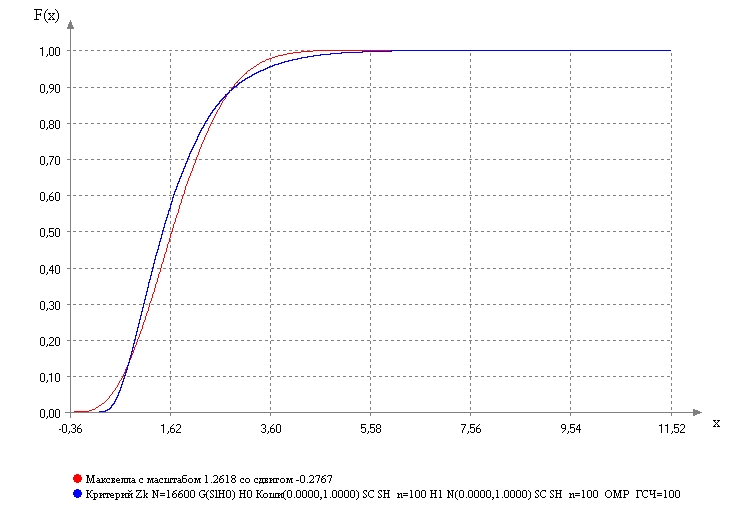 F(x)
1,00
0,90
0,80
0,70
0,60
0,50
0,40
0,30
0,20
0,10
0,00
-0,36 1,62 3,60 5,58 7,56 9,54 11,52
x
Максвелла с масштабом 1.2618 со сдвигом -0.2767
Критерий Zk N=16600 G(S|H0) H0 Коши(0.0000,1.0000) SC SH n=100 H1 N(0.0000,1.0000) SC SH n=100 ОМР ГСЧ=100